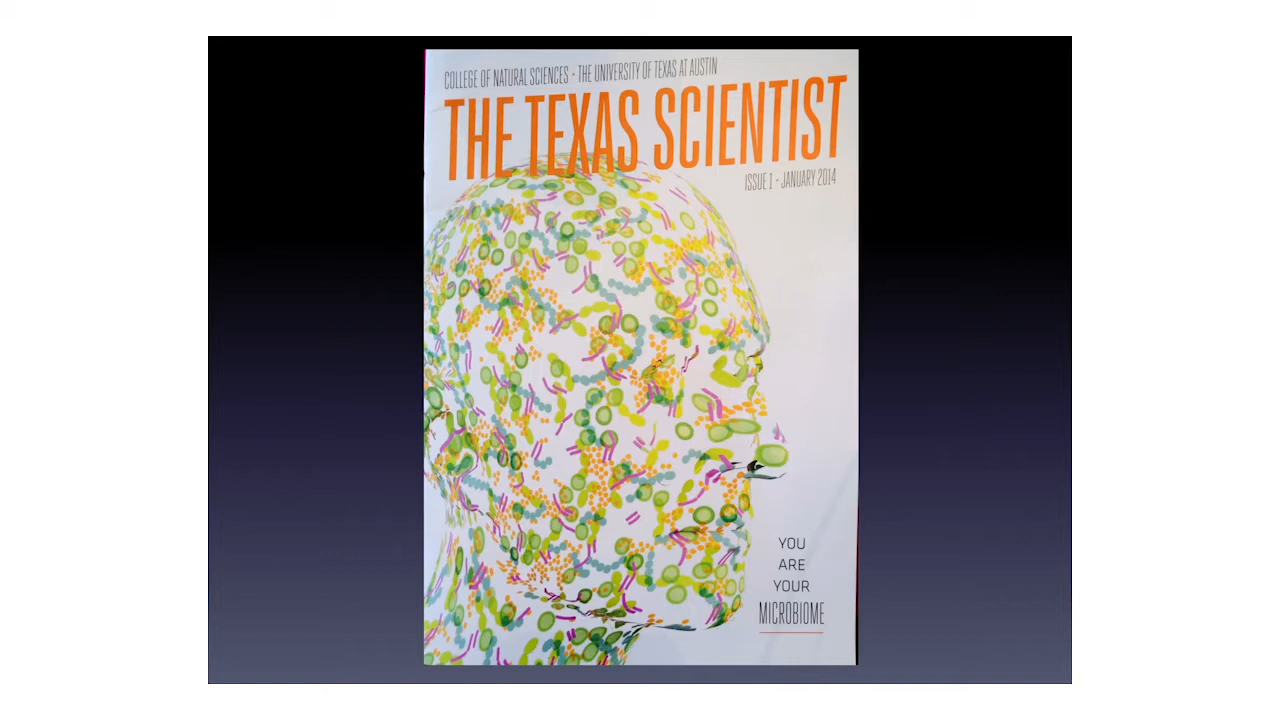 COLLEGE OF NATURAL SCIENCES • THE UNIVERSITY OF TEXAS AT AUSTIN
THE TEXAS SCIENTIST
ISSUE 1 • JANUARY 2014
YOU
ARE
YOUR
MICROBIOME